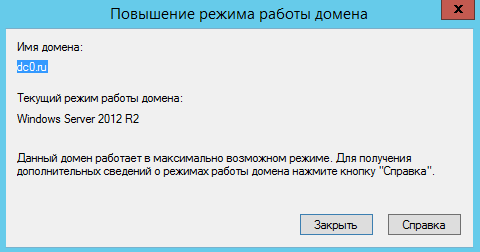 Повышение режима работы домена
x
Имя домена:
dc0.ru
Текущий режим работы домена:
Windows Server 2012 R2
Данный домен работает в максимально возможном режиме. Для получения
дополнительных сведений о режимах работы домена нажмите кнопку "Справка".
Закрыть
Справка